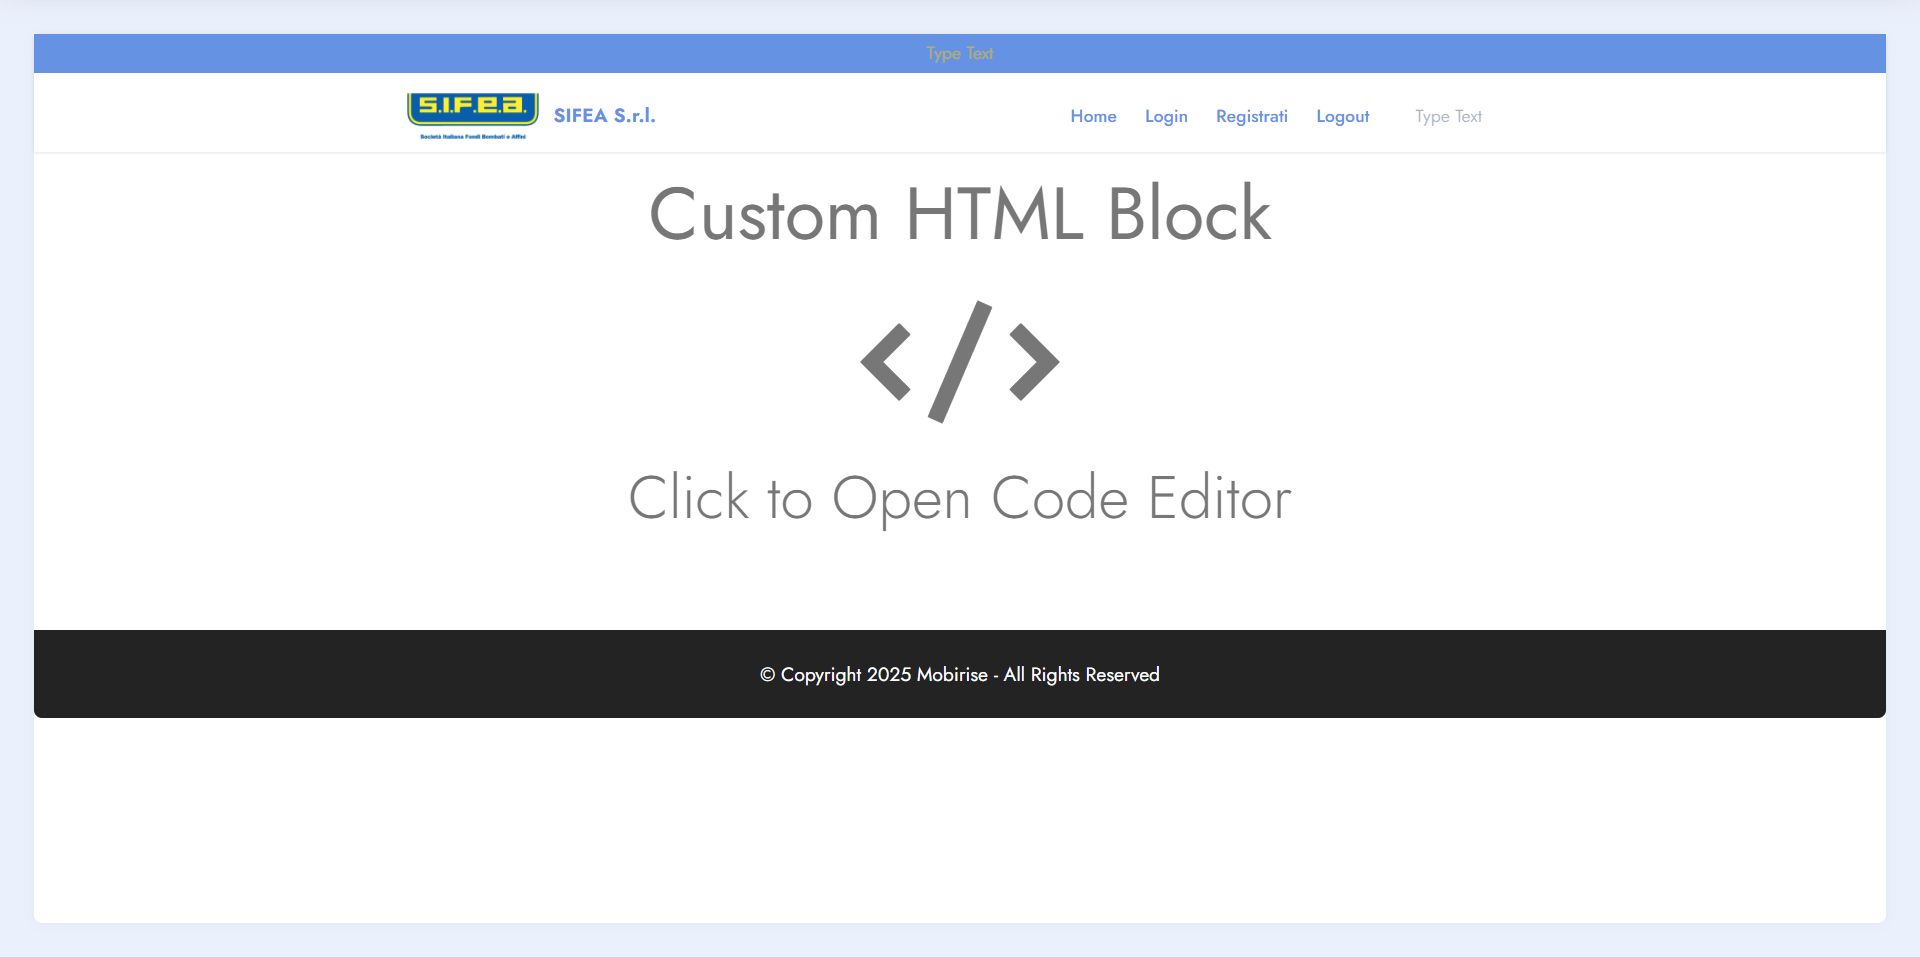 Type Text
S.I.F.E.A.
Società Italiana Fondi Bombati e Affini
SIFEA S.r.l.
Home Login Registrati Logout Type Text
Custom HTML Block
</>
Click to Open Code Editor
© Copyright 2025 Mobirise - All Rights Reserved